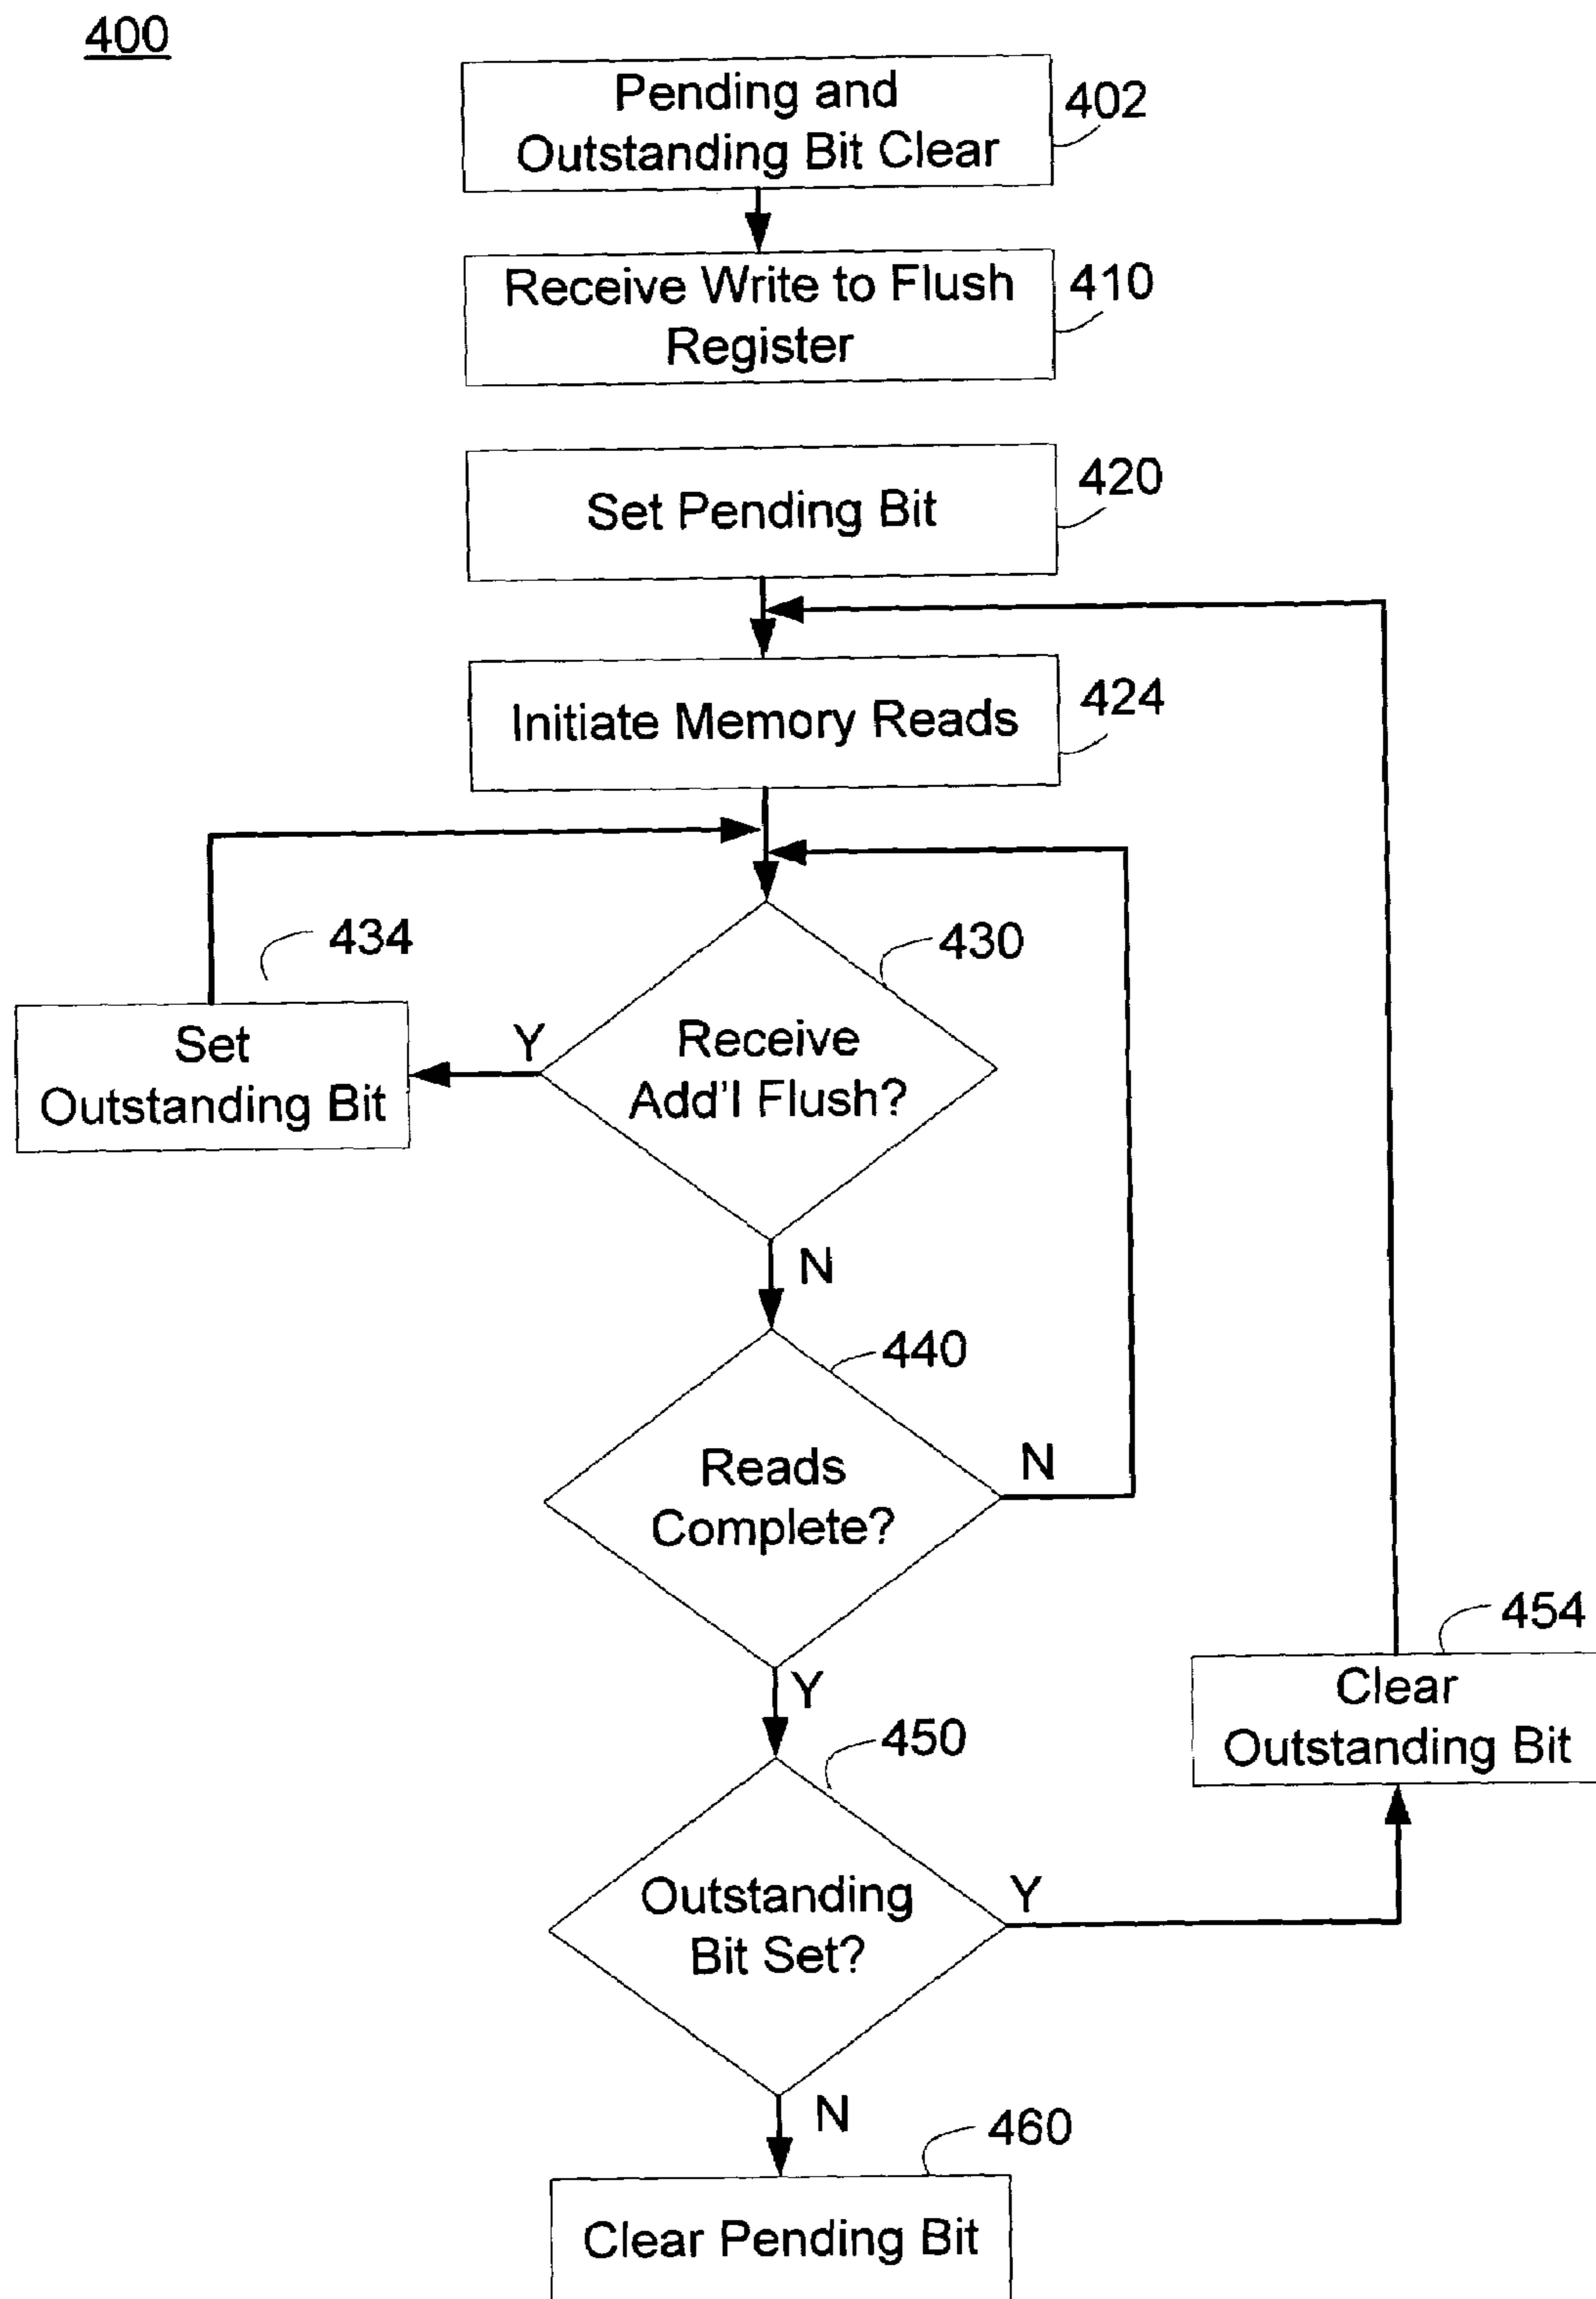 400
Pending and
Outstanding Bit Clear
402
Receive Write to Flush
Register
410
Set Pending Bit
420
Initiate Memory Reads
424
434
430
Set
Outstanding Bit
Y
Receive
Add'l Flush?
N
440
Reads
Complete?
N
Y
454
Clear
Outstanding Bit
450
Outstanding
Bit Set?
Y
N
460
Clear Pending Bit